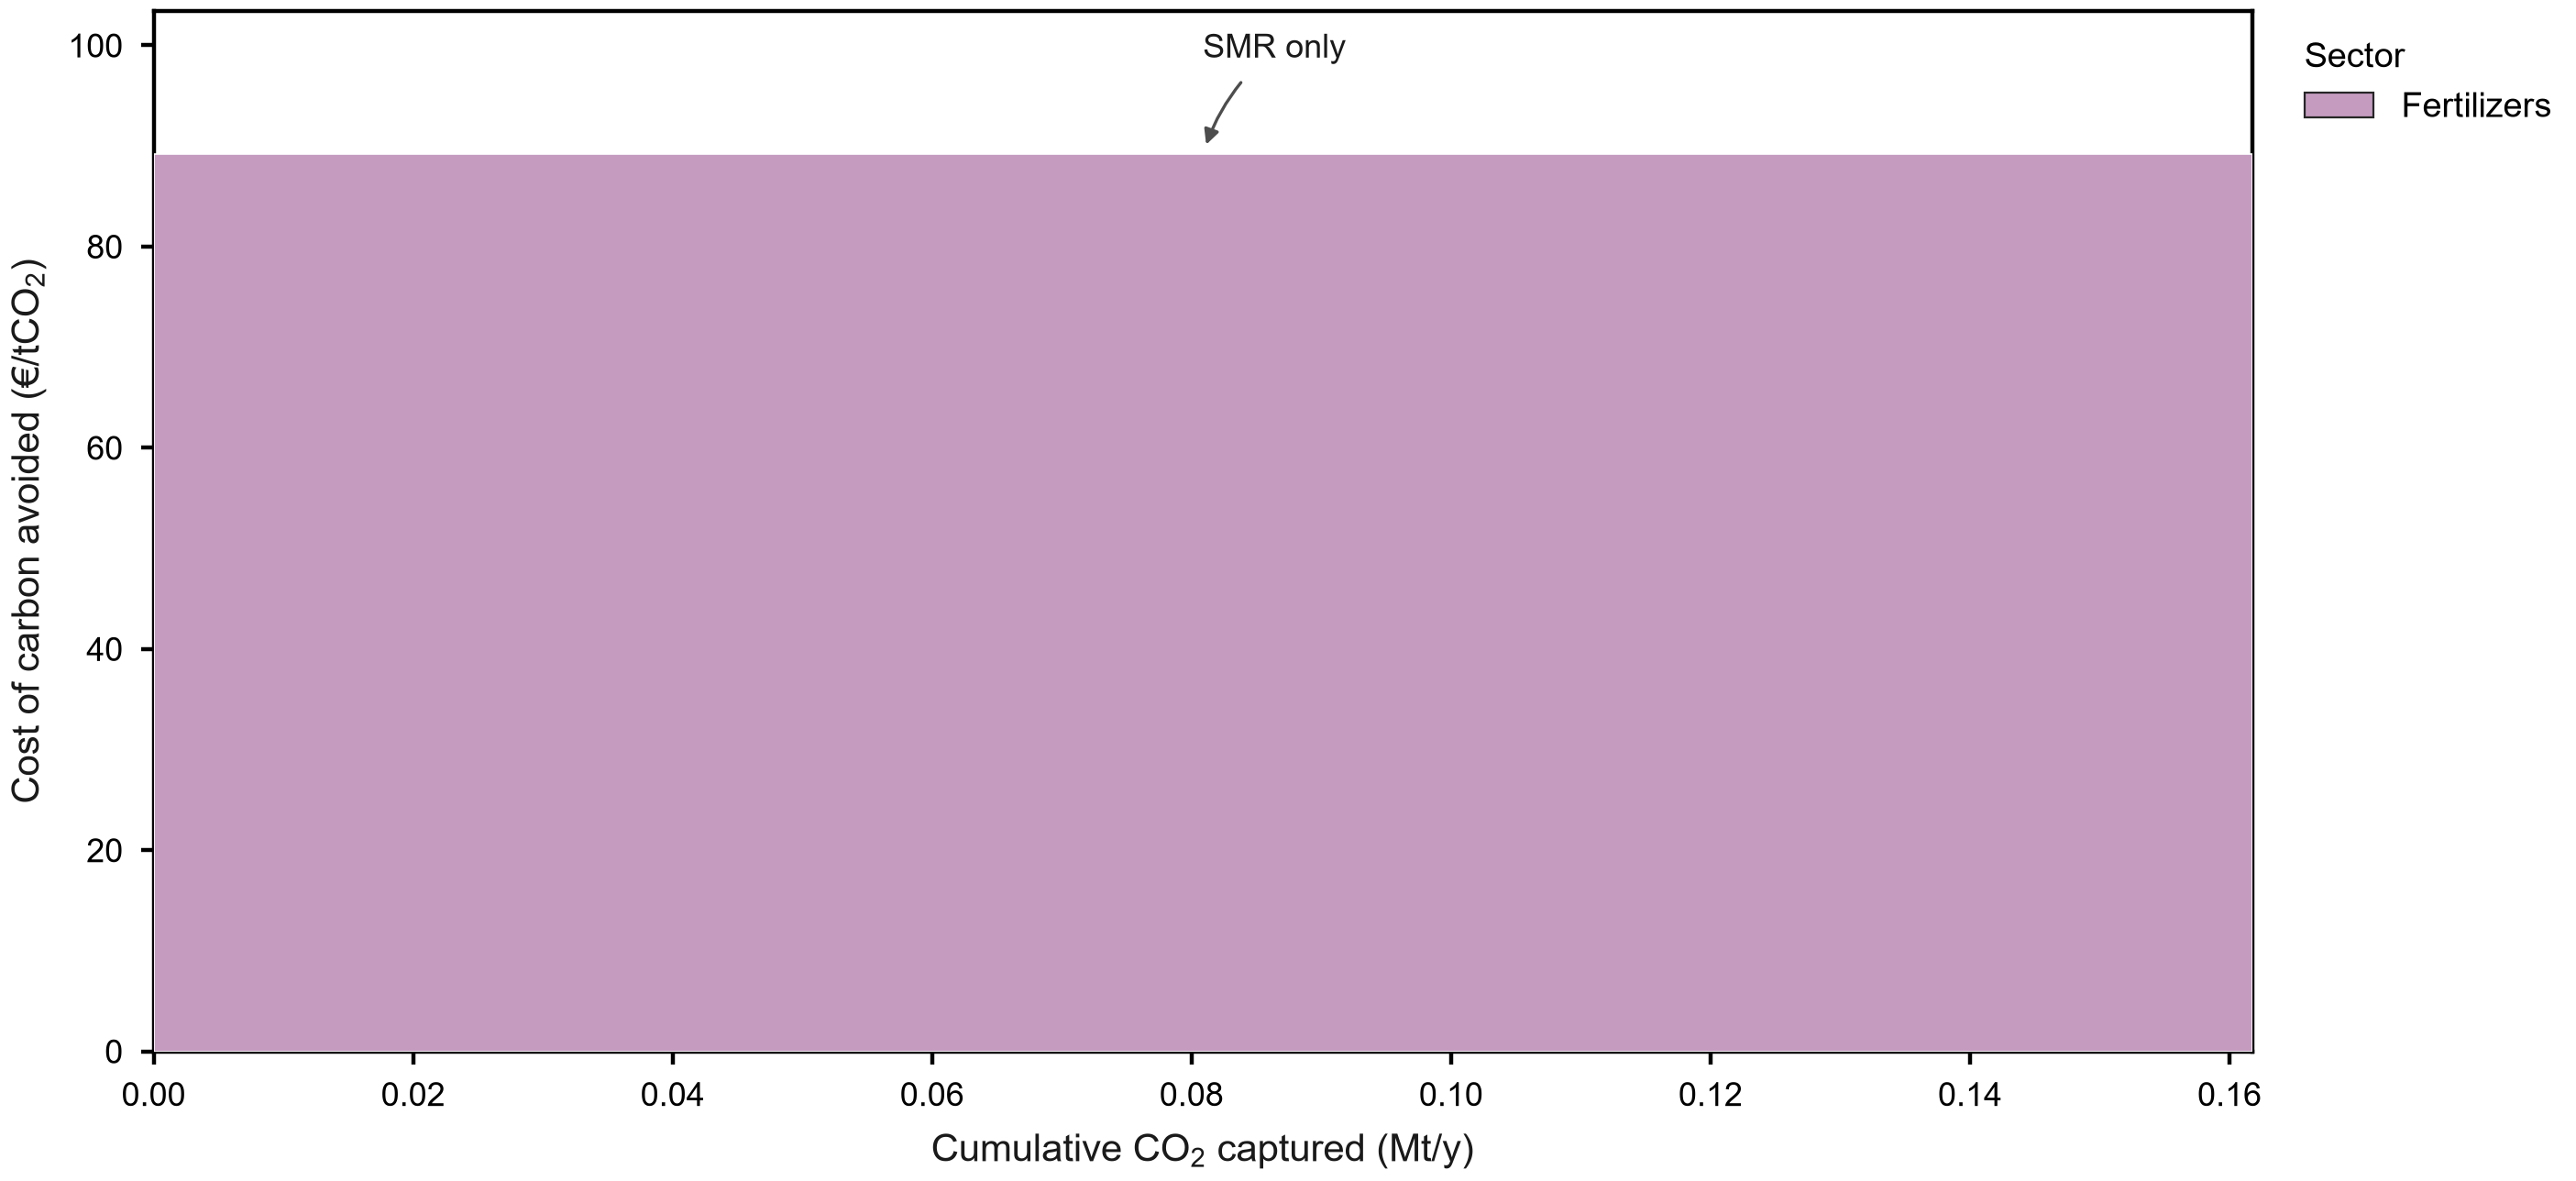 SMR only
Sector
Fertilizers
Cost of carbon avoided (€/tCO₂)
100
80
60
40
20
0
0.00 0.02 0.04 0.06 0.08 0.10 0.12 0.14 0.16
Cumulative CO₂ captured (Mt/y)